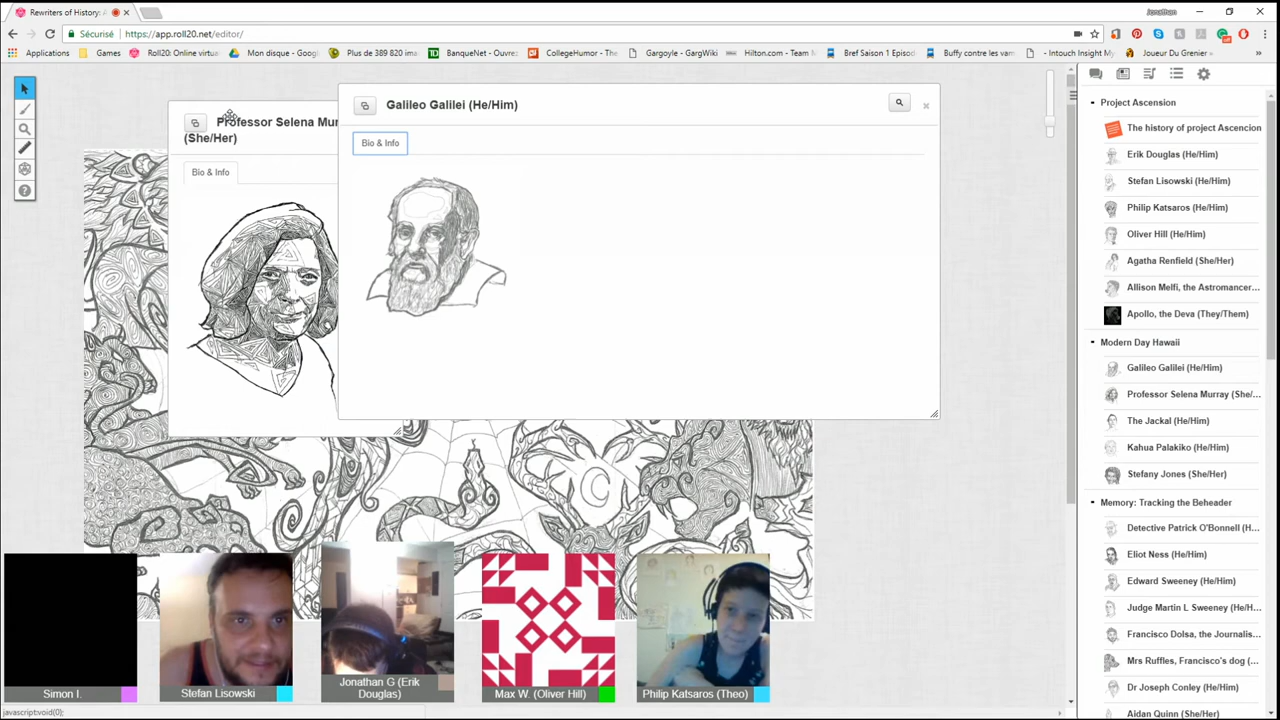 Rewriters of History: A
Jonathan
Sécurisé
https://app.roll20.net/editor/
Applications
Games
Roll20: Online virtua
Mon disque - Goog
Plus de 389 820 ima
BanqueNet - Ouvre
CollegeHumor - The
Gargoyle - GargWiki
Hilton.com - Team M
Bref Saison 1 Episod
Buffy contre les vam
- Intouch Insight My
Joueur Du Grenier
Professor Selena Mur
(She/Her)
Bio & Info
Galileo Galilei (He/Him)
Bio & Info
Project Ascension
The history of project Ascencion
Erik Douglas (He/Him)
Stefan Lisowski (He/Him)
Philip Katsaros (He/Him)
Oliver Hill (He/Him)
Agatha Renfield (She/Her)
Allison Melfi, the Astromancer...
Apollo, the Deva (They/Them)
Modern Day Hawaii
Galileo Galilei (He/Him)
Professor Selena Murray (She/...
The Jackal (He/Him)
Kahua Palakiko (He/Him)
Stefany Jones (She/Her)
Memory: Tracking the Beheader
Detective Patrick O'Bonnell (H...
Eliot Ness (He/Him)
Edward Sweeney (He/Him)
Judge Martin L Sweeney (He/H...
Francisco Dolsa, the Journalis...
Mrs Ruffles, Francisco's dog (...
Dr Joseph Conley (He/Him)
Aidan Quinn (She/Her)
Simon I.
Stefan Lisowski
Jonathan G (Erik
Douglas)
Max W. (Oliver Hill)
Philip Katsaros (Theo)
javascript:void(0);